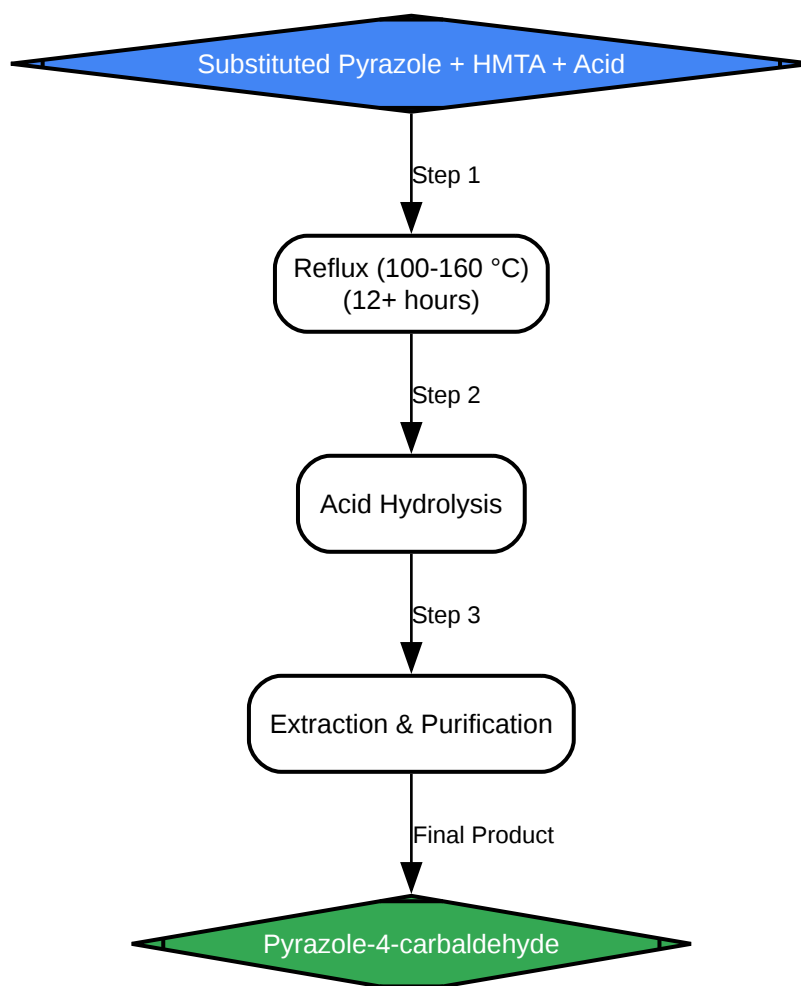 Substituted Pyrazole + HMTA + Acid
Step 1
Reflux (100-160 °C)
(12+ hours)
Step 2
Acid Hydrolysis
Step 3
Extraction & Purification
Final Product
Pyrazole-4-carbaldehyde